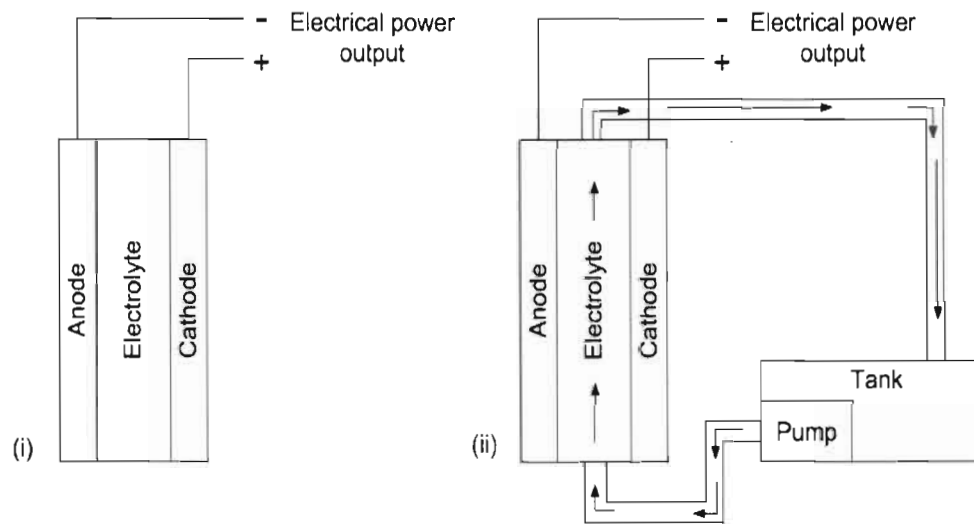 -
Electrical power
output
+
Anode
Electrolyte
Cathode
(i)
-
Electrical power
output
+
Anode
Electrolyte
Cathode
Tank
Pump
(ii)